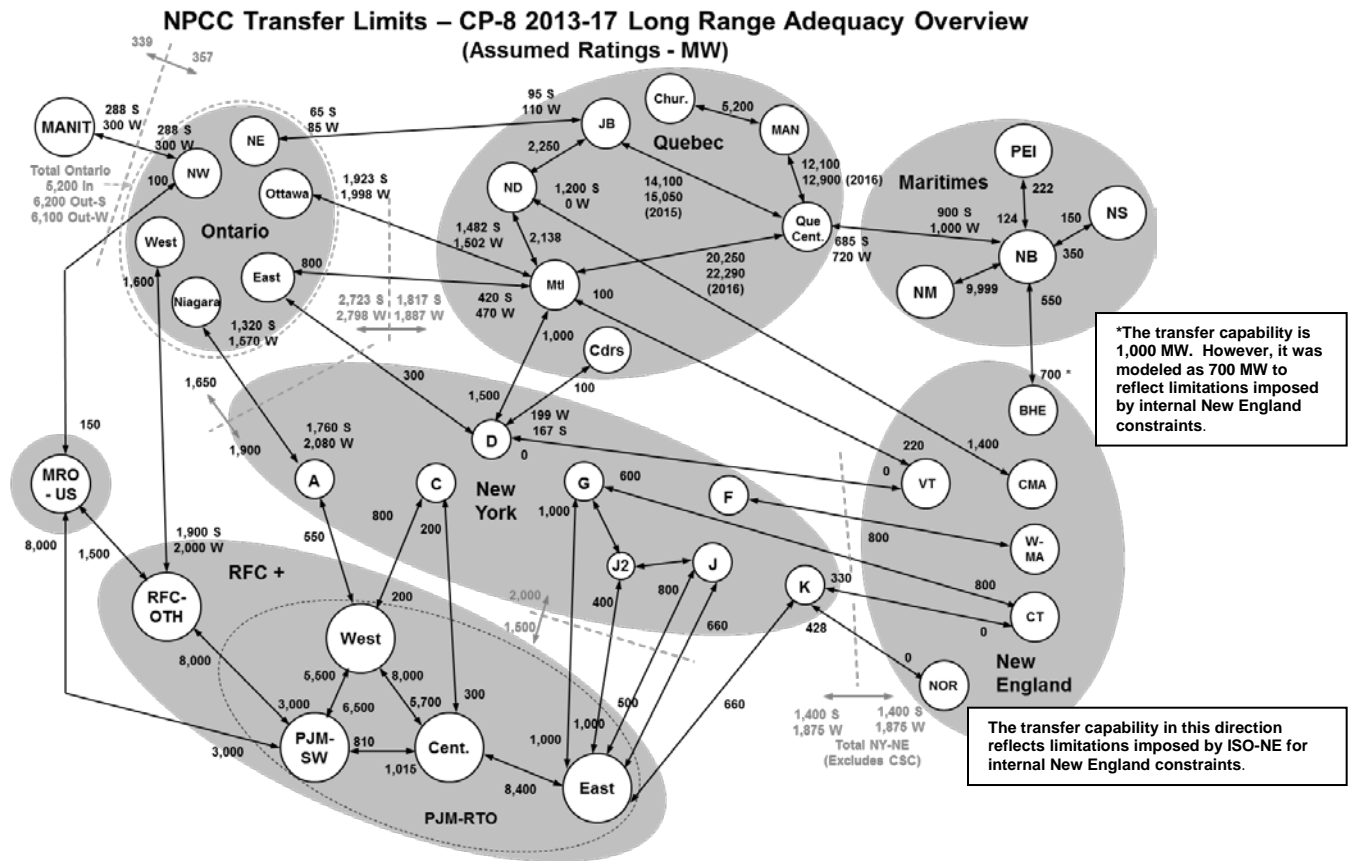 NPCC Transfer Limits – CP-8 2013-17 Long Range Adequacy Overview
(Assumed Ratings - MW)
339
357
MANIT
288 S
300 W
288 S
300 W
NE
65 S
85 W
95 S
110 W
JB
Chur.
5,200
MAN
Quebec
NW
100
Total Ontario
5,200 In
6,200 Out-S
6,100 Out-W
Ottawa
1,923 S
1,998 W
2,250
ND
1,200 S
0 W
14,100
15,050
(2015)
12,100
12,900 (2016)
PEI
Maritimes
222
NS
900 S
1,000 W
124
150
West
Ontario
1,482 S
1,502 W
2,138
Que
Cent.
685 S
720 W
NB
350
East
800
20,250
22,290
(2016)
Mtl
100
NM
9,999
550
1,600
Niagara
1,320 S
1,570 W
2,723 S
2,798 W
1,817 S
1,887 W
420 S
470 W
1,000
Cdrs
100
300
1,500
*The transfer capability is
1,000 MW. However, it was
modeled as 700 MW to
reflect limitations imposed
by internal New England
constraints.
700 *
BHE
1,650
1,900
1,760 S
2,080 W
199 W
167 S
D
0
150
220
0
VT
1,400
CMA
MRO
- US
A
C
New
York
G
600
1,000
F
800
W-
MA
8,000
1,500
1,900 S
2,000 W
550
800
200
RFC +
J2
J
800
400
K
330
800
CT
0
RFC-
OTH
200
2,000
1,500
660
428
West
8,000
5,500
8,000
0
NOR
New
England
3,000
6,500
5,700
300
500
660
1,400 S
1,875 W
1,400 S
1,875 W
Total NY-NE
(Excludes CSC)
The transfer capability in this direction
reflects limitations imposed by ISO-NE for
internal New England constraints.
3,000
PJM-
SW
810
1,015
Cent.
1,000
1,000
8,400
East
PJM-RTO